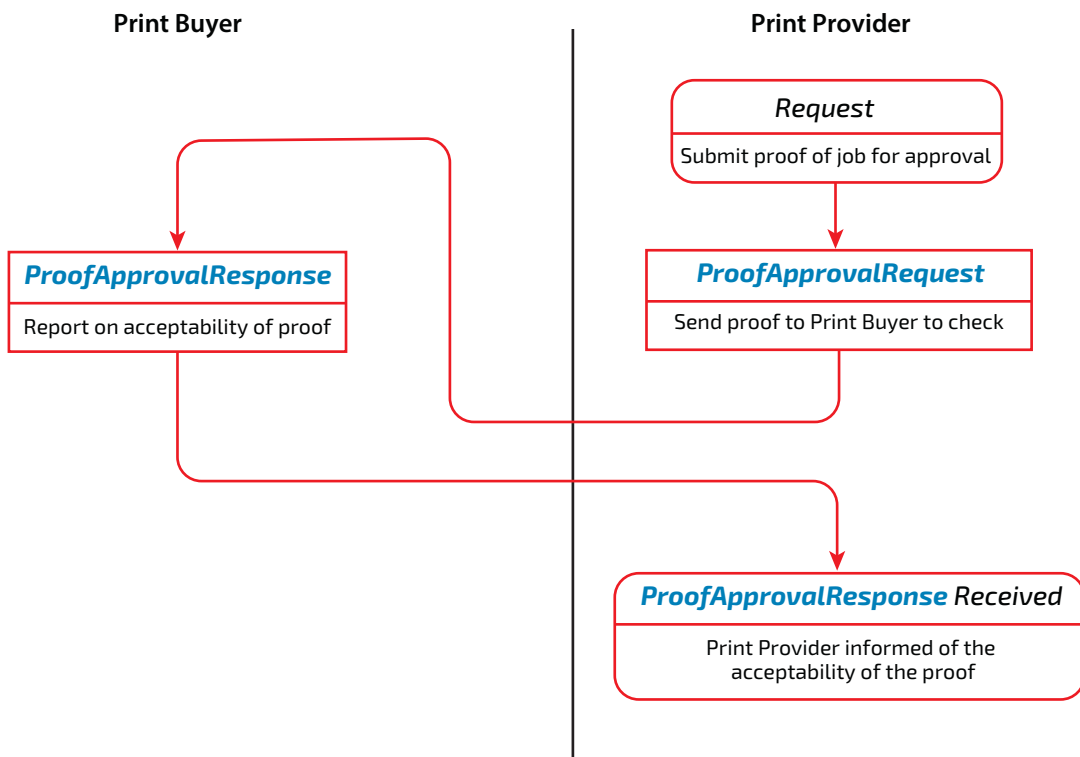 Print Buyer
Print Provider
Request
Submit proof of job for approval
ProofApprovalResponse
Report on acceptability of proof
ProofApprovalRequest
Send proof to Print Buyer to check
ProofApprovalResponse Received
Print Provider informed of the
acceptability of the proof